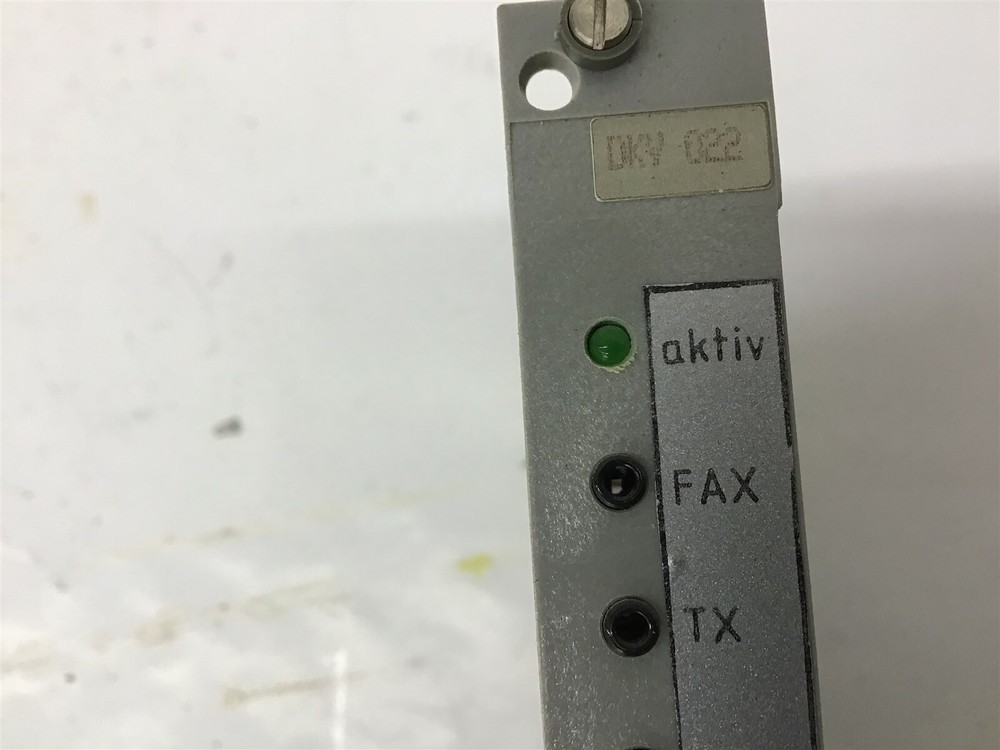 DKV 022
aktiv
FAX
TX